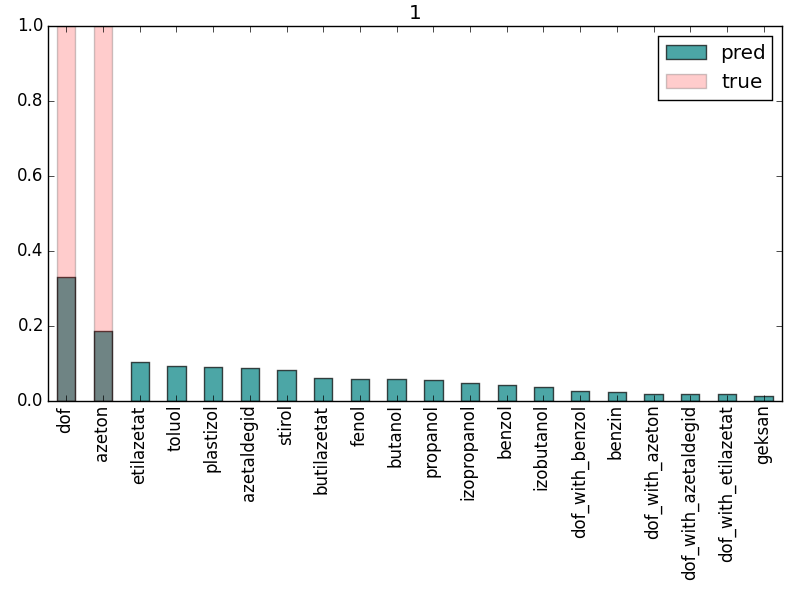 1
1.0
0.8
0.6
0.4
0.2
0.0
pred
true
dof
azeton
etilazetat
toluol
plastizol
azetaldegid
stirol
butilazetat
fenol
butanol
propanol
izopropanol
benzol
izobutanol
dof_with_benzol
benzin
dof_with_azeton
dof_with_azetaldegid
dof_with_etilazetat
geksan